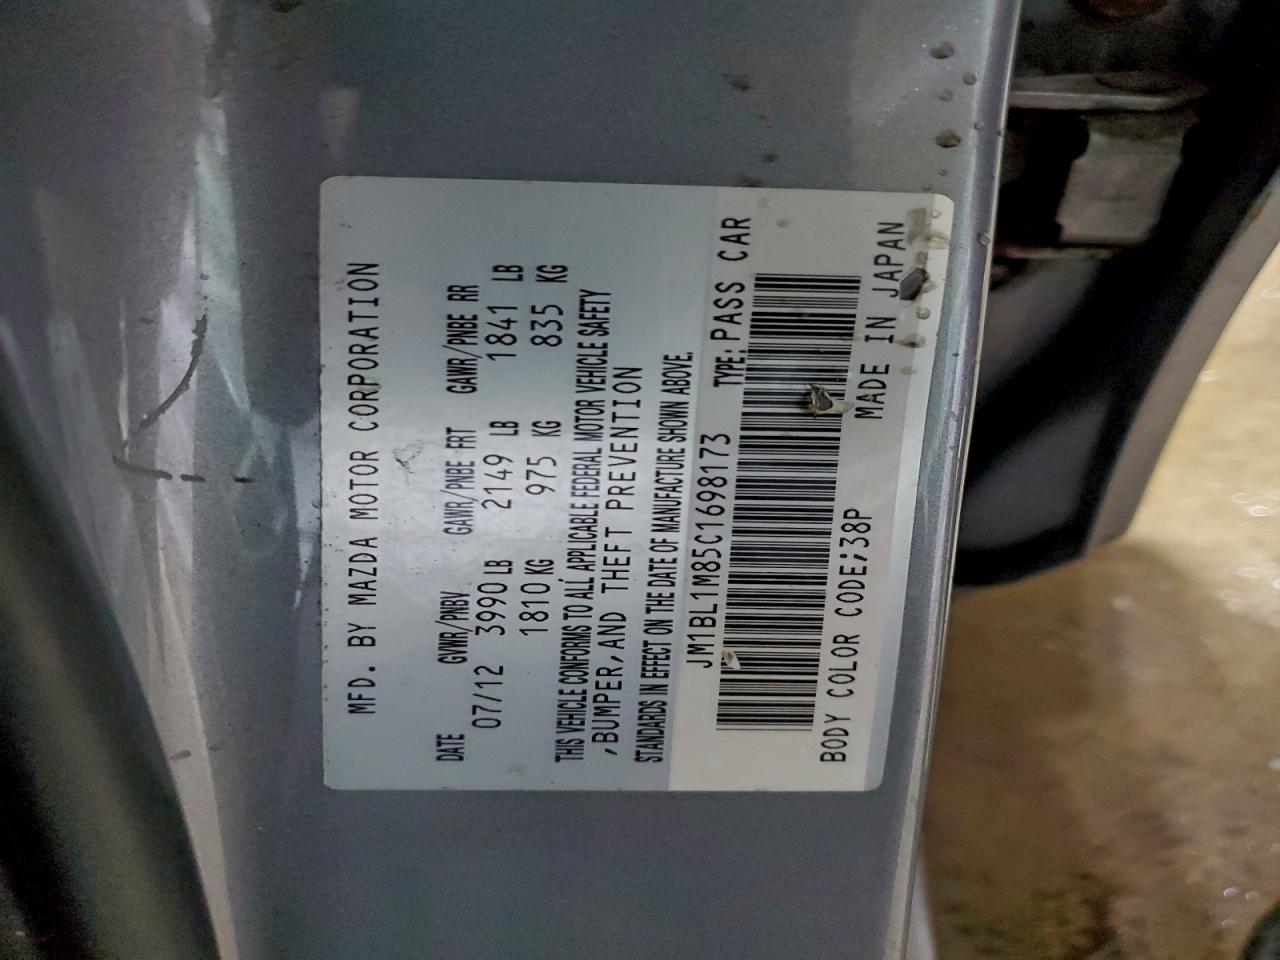 MFD. BY MAZDA MOTOR CORPORATION
DATE GVWR/PNBV GAWR/PNBE FRT GAWR/PNBE RR
07/12 3990 LB 2149 LB 1841 LB
1810 KG 975 KG 835 KG
THIS VEHICLE CONFORMS TO ALL APPLICABLE FEDERAL MOTOR VEHICLE SAFETY
,BUMPER,AND THEFT PREVENTION
STANDARDS IN EFFECT ON THE DATE OF MANUFACTURE SHOWN ABOVE.
JM1BL1M85C1698173 TYPE:PASS CAR
BODY COLOR CODE;38P MADE IN JAPAN